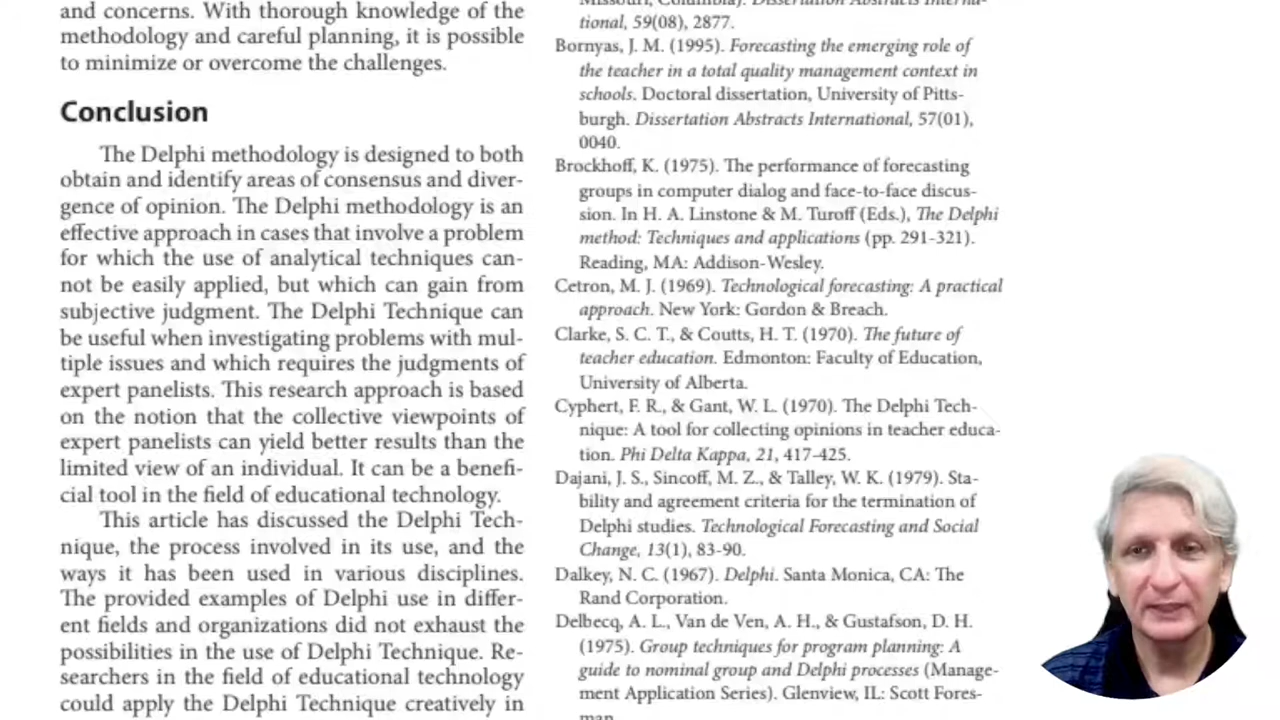 and concerns. With thorough knowledge of the
methodology and careful planning, it is possible
to minimize or overcome the challenges.
Conclusion
The Delphi methodology is designed to both
obtain and identify areas of consensus and diver-
gence of opinion. The Delphi methodology is an
effective approach in cases that involve a problem
for which the use of analytical techniques can-
not be easily applied, but which can gain from
subjective judgment. The Delphi Technique can
be useful when investigating problems with mul-
tiple issues and which requires the judgments of
expert panelists. This research approach is based
on the notion that the collective viewpoints of
expert panelists can yield better results than the
limited view of an individual. It can be a benefi-
cial tool in the field of educational technology.
This article has discussed the Delphi Tech-
nique, the process involved in its use, and the
ways it has been used in various disciplines.
The provided examples of Delphi use in differ-
ent fields and organizations did not exhaust the
possibilities in the use of Delphi Technique. Re-
searchers in the field of educational technology
could apply the Delphi Technique creatively in
Missouri, Columbia). Dissertation Abstracts Interna-
tional, 59(08), 2877.
Bornyas, J. M. (1995). Forecasting the emerging role of
the teacher in a total quality management context in
schools. Doctoral dissertation, University of Pitts-
burgh. Dissertation Abstracts International, 57(01),
0040.
Brockhoff, K. (1975). The performance of forecasting
groups in computer dialog and face-to-face discus-
sion. In H. A. Linstone & M. Turoff (Eds.), The Delphi
method: Techniques and applications (pp. 291-321).
Reading, MA: Addison-Wesley.
Cetron, M. J. (1969). Technological forecasting: A practical
approach. New York: Gordon & Breach.
Clarke, S. C. T., & Coutts, H. T. (1970). The future of
teacher education. Edmonton: Faculty of Education,
University of Alberta.
Cyphert, F. R., & Gant, W. L. (1970). The Delphi Tech-
nique: A tool for collecting opinions in teacher educa-
tion. Phi Delta Kappa, 21, 417-425.
Dajani, J. S., Sincoff, M. Z., & Talley, W. K. (1979). Sta-
bility and agreement criteria for the termination of
Delphi studies. Technological Forecasting and Social
Change, 13(1), 83-90.
Dalkey, N. C. (1967). Delphi. Santa Monica, CA: The
Rand Corporation.
Delbecq, A. L., Van de Ven, A. H., & Gustafson, D. H.
(1975). Group techniques for program planning: A
guide to nominal group and Delphi processes (Manage-
ment Application Series). Glenview, IL: Scott Fores-
man.